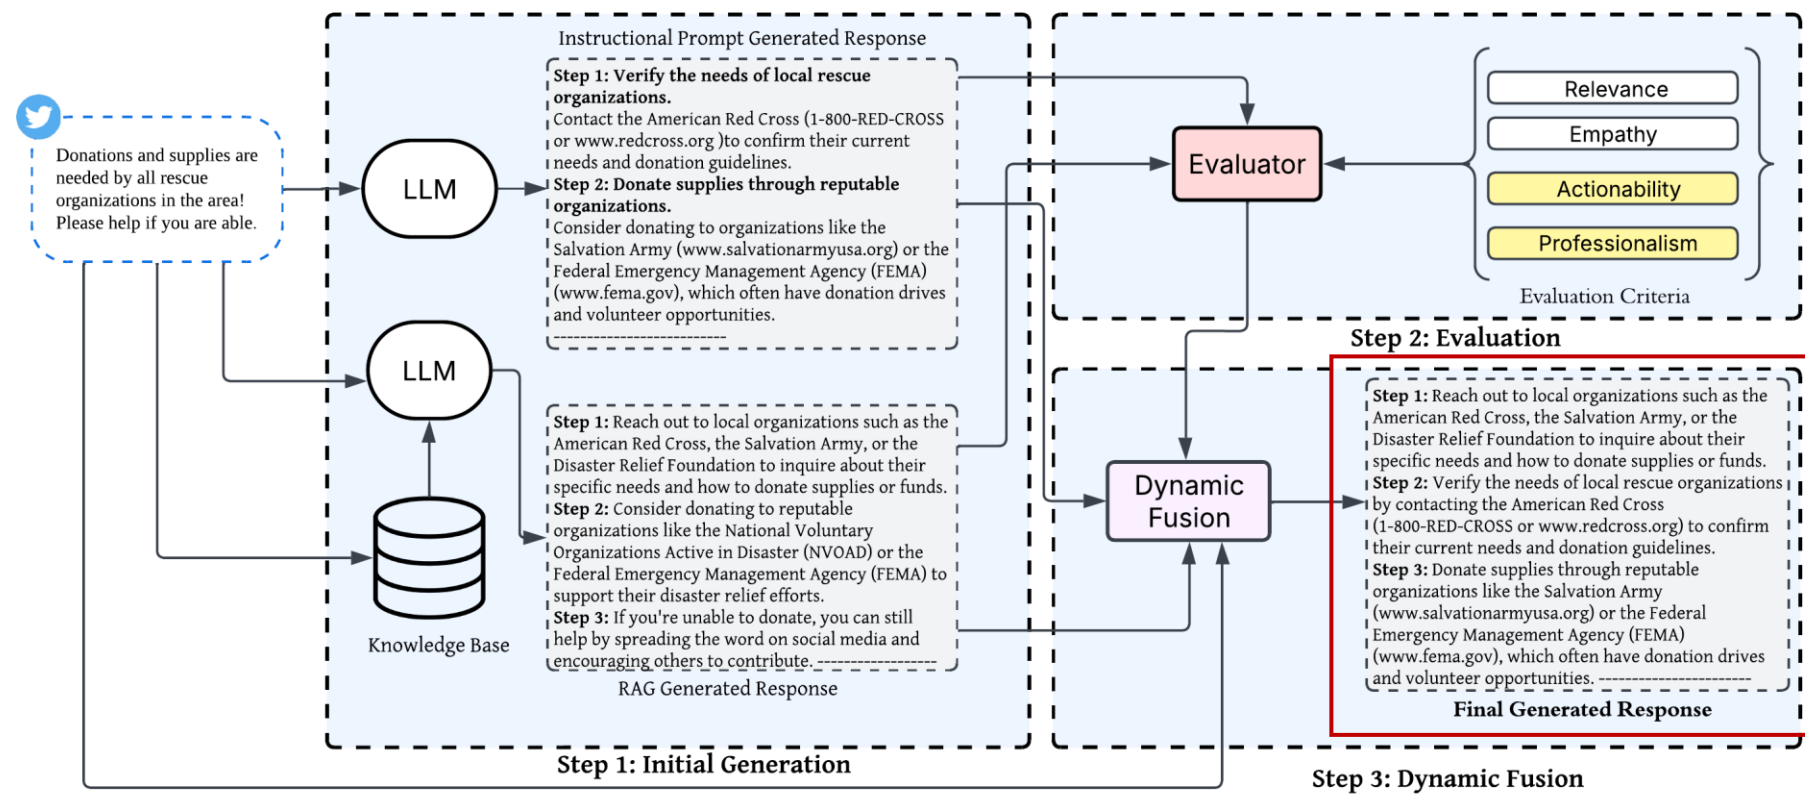 Donations and supplies are
needed by all rescue
organizations in the area!
Please help if you are able.
LLM
LLM
Knowledge Base
Instructional Prompt Generated Response
Step 1: Verify the needs of local rescue
organizations.
Contact the American Red Cross (1-800-RED-CROSS
or www.redcross.org )to confirm their current
needs and donation guidelines.
Step 2: Donate supplies through reputable
organizations.
Consider donating to organizations like the
Salvation Army (www.salvationarmyusa.org) or the
Federal Emergency Management Agency (FEMA)
(www.fema.gov), which often have donation drives
and volunteer opportunities.
--------------------------
Step 1: Reach out to local organizations such as the
American Red Cross, the Salvation Army, or the
Disaster Relief Foundation to inquire about their
specific needs and how to donate supplies or funds.
Step 2: Consider donating to reputable
organizations like the National Voluntary
Organizations Active in Disaster (NVOAD) or the
Federal Emergency Management Agency (FEMA) to
support their disaster relief efforts.
Step 3: If you're unable to donate, you can still
help by spreading the word on social media and
encouraging others to contribute. ------------------
RAG Generated Response
Step 1: Initial Generation
Evaluator
Relevance
Empathy
Actionability
Professionalism
Evaluation Criteria
Step 2: Evaluation
Dynamic
Fusion
Step 1: Reach out to local organizations such as the
American Red Cross, the Salvation Army, or the
Disaster Relief Foundation to inquire about their
specific needs and how to donate supplies or funds.
Step 2: Verify the needs of local rescue organizations
by contacting the American Red Cross
(1-800-RED-CROSS or www.redcross.org) to confirm
their current needs and donation guidelines.
Step 3: Donate supplies through reputable
organizations like the Salvation Army
(www.salvationarmyusa.org) or the Federal
Emergency Management Agency (FEMA)
(www.fema.gov), which often have donation drives
and volunteer opportunities. -----------------------
Final Generated Response
Step 3: Dynamic Fusion